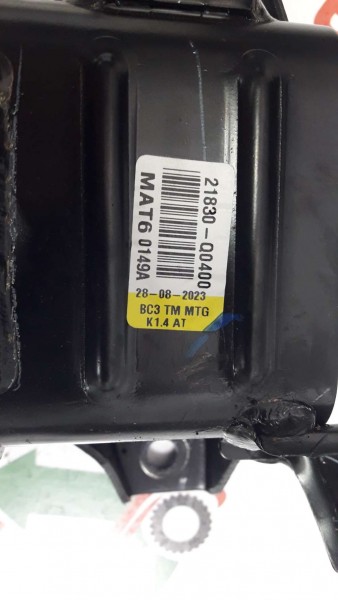 21830-Q0400
MAT6 0149A
28-08-2023
BC3 TM MTG
K1.4 AT